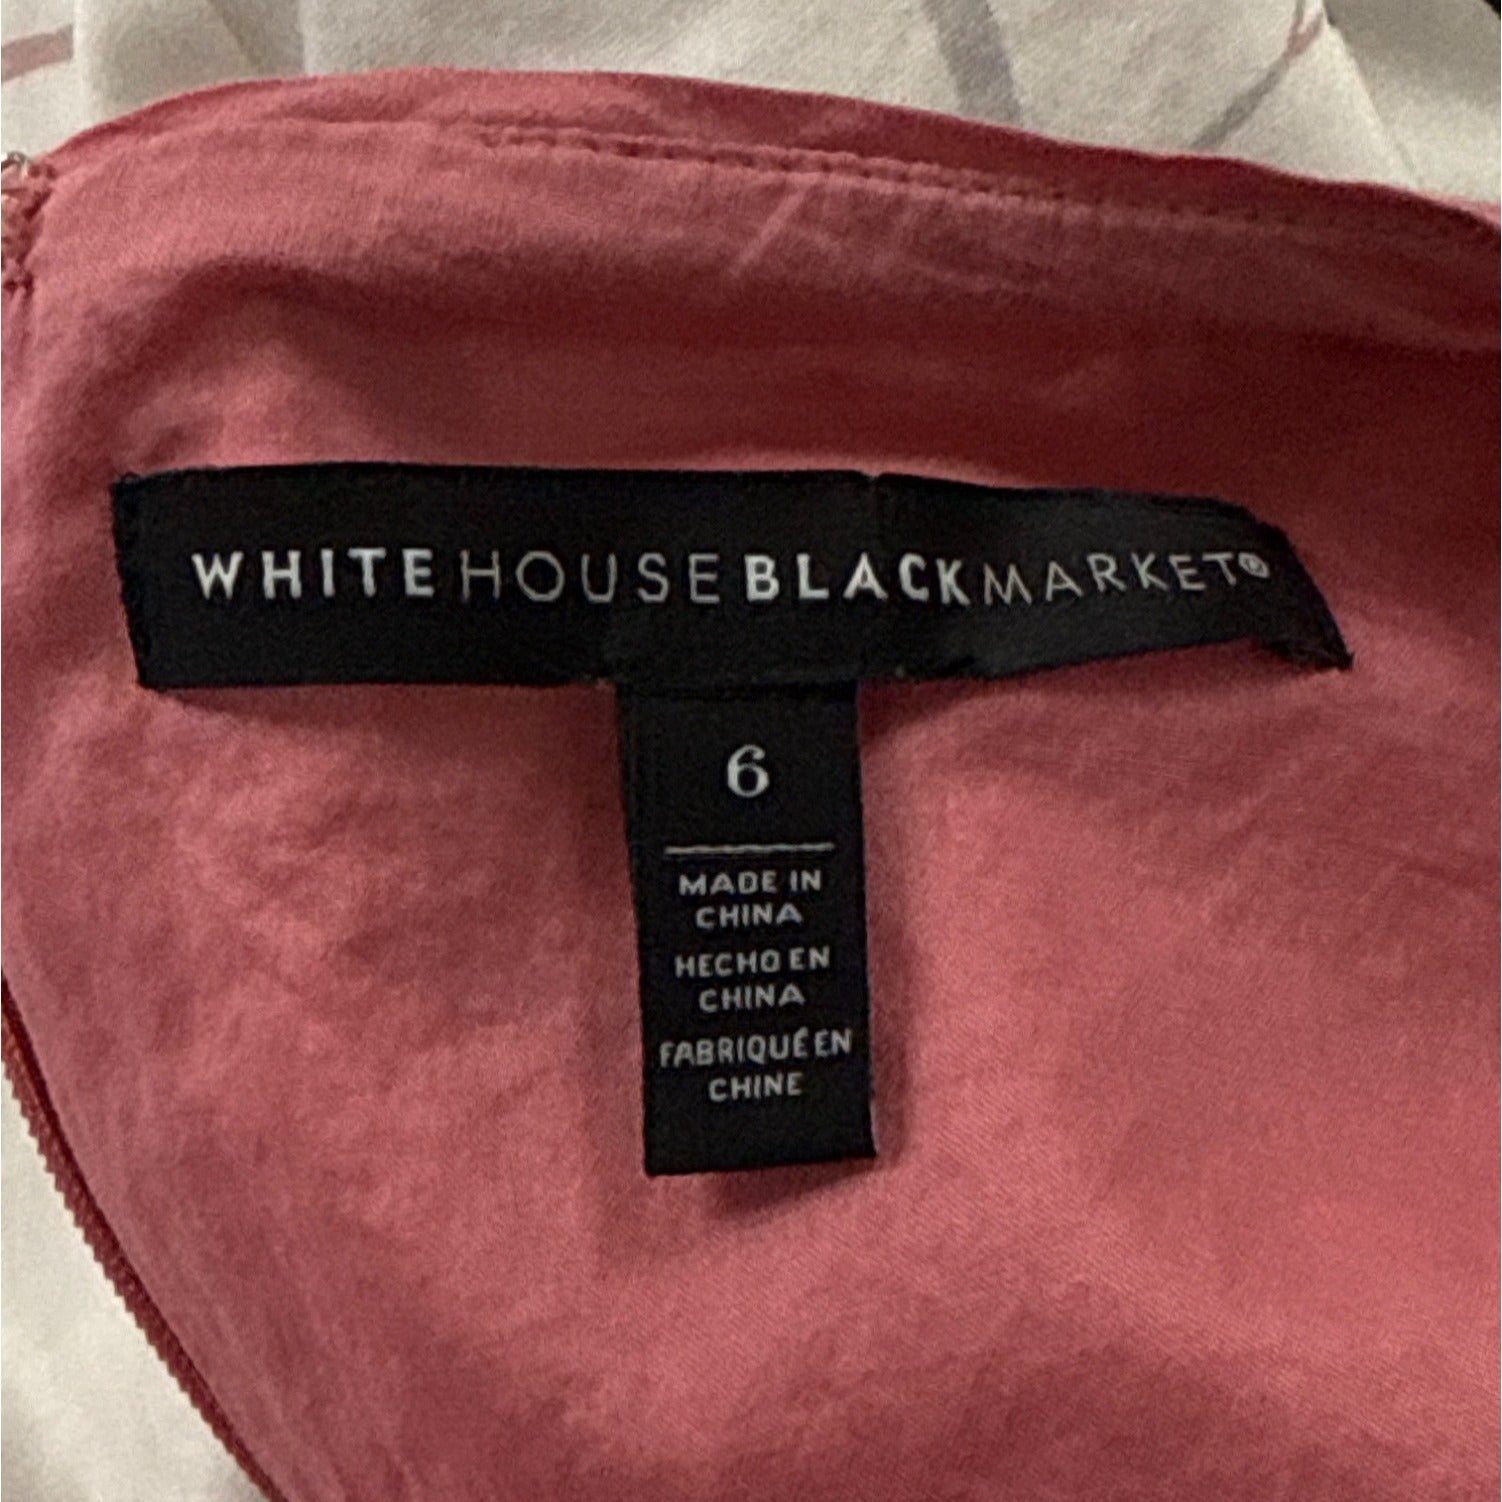 WHITEHOUSEBLACKMARKET®
6
MADE IN
CHINA
HECHO EN
CHINA
FABRIQUÉ EN
CHINE